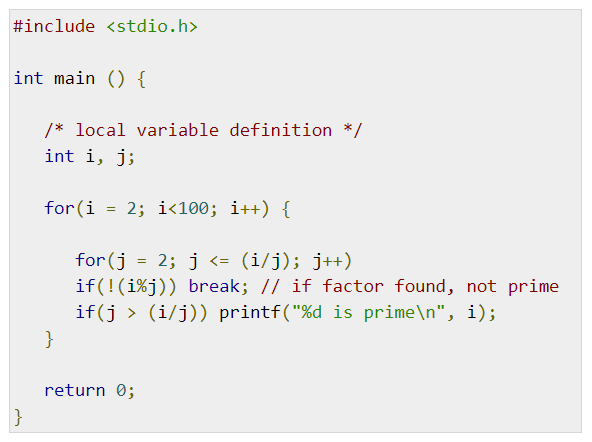 #include <stdio.h>
int main () {
/* local variable definition */
int i, j;
for(i = 2; i<100; i++) {
for(j = 2; j <= (i/j); j++)
if(!(i%j)) break; // if factor found, not prime
if(j > (i/j)) printf("%d is prime\n", i);
}
return 0;
}